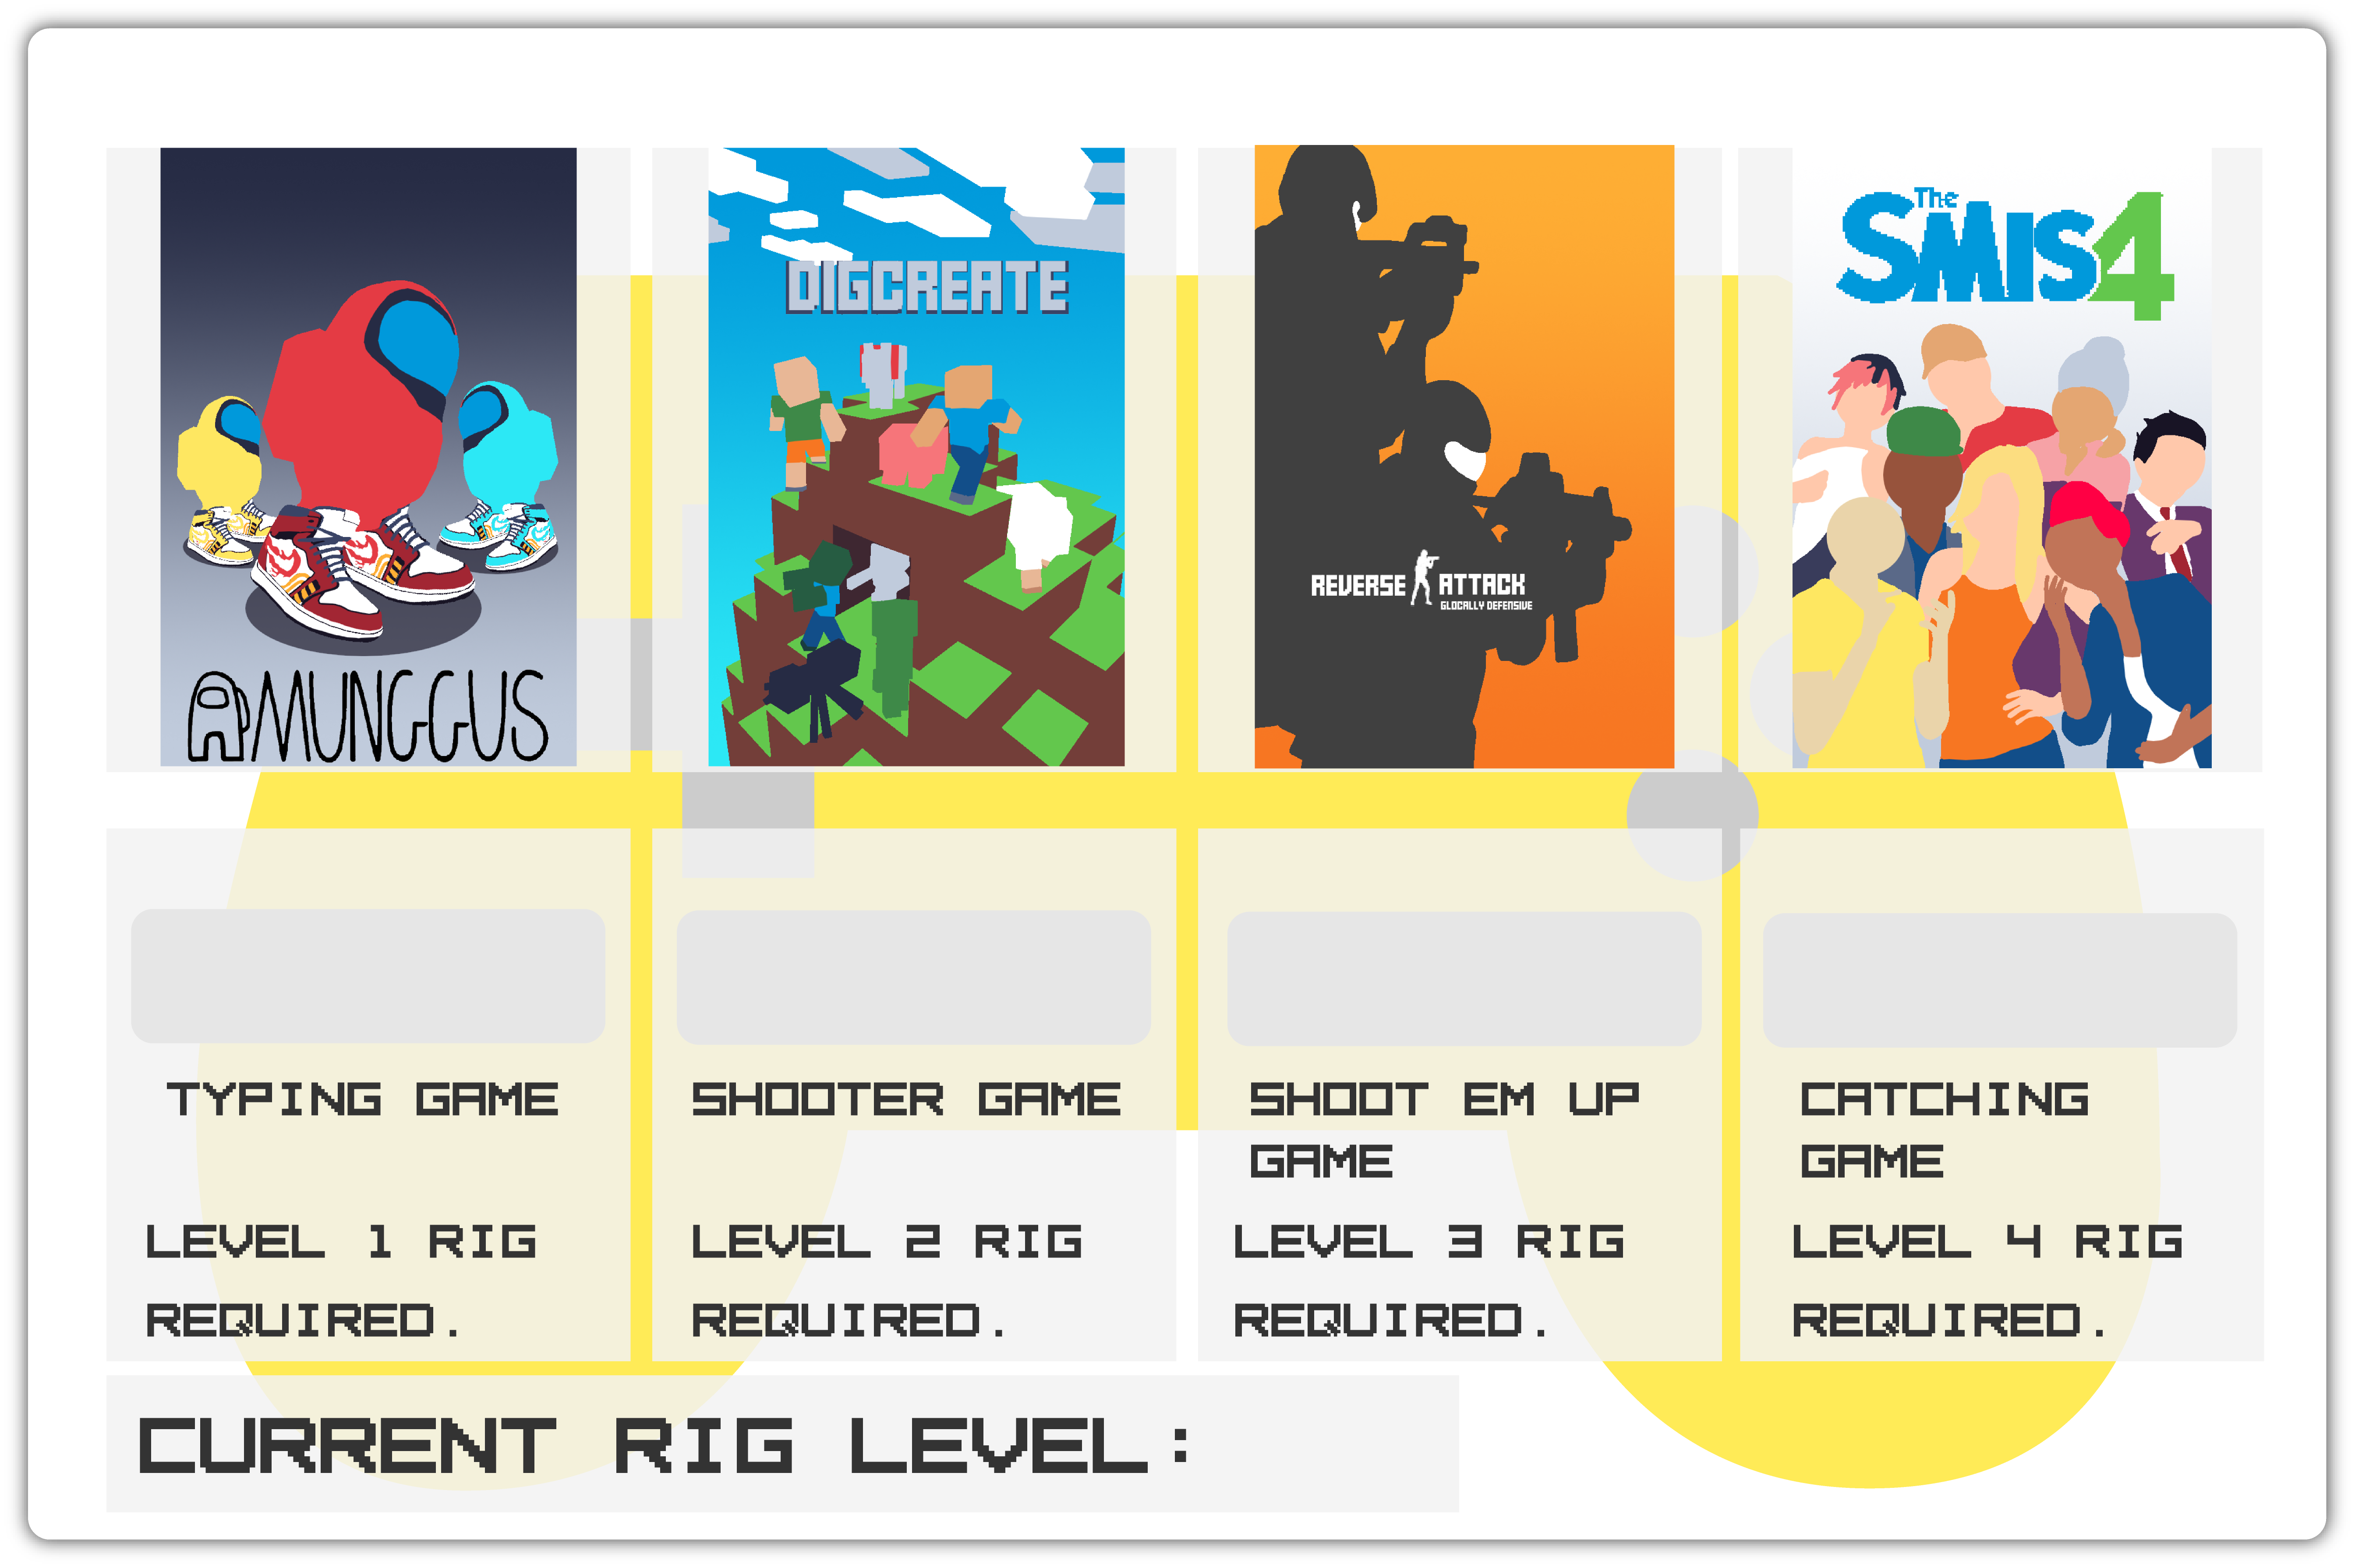 AMUNGGUS
DIGCREATE
REVERSE ATTACK
GLOCALLY DEFENSIVE
The
SMIS4
TYPING GAME
LEVEL 1 RIG
REQUIRED.
SHOOTER GAME
LEVEL 2 RIG
REQUIRED.
SHOOT EM UP
GAME
LEVEL 3 RIG
REQUIRED.
CATCHING
GAME
LEVEL 4 RIG
REQUIRED.
CURRENT RIG LEVEL: